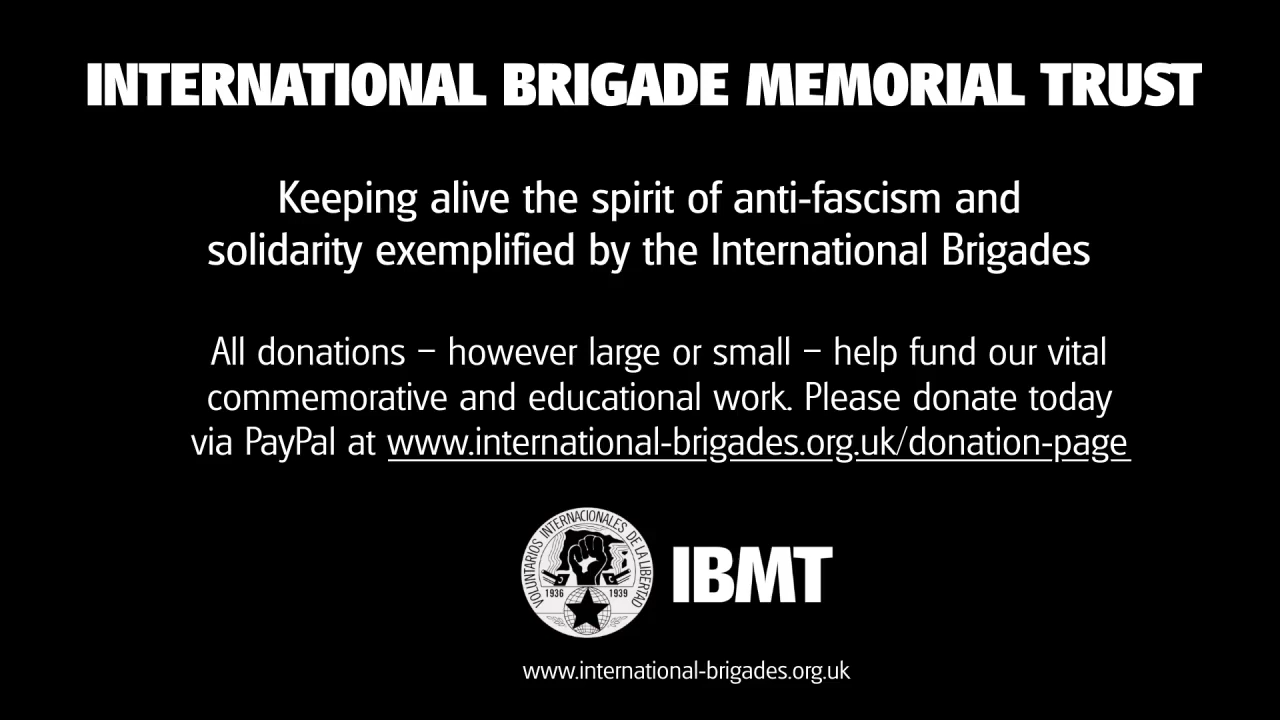 INTERNATIONAL BRIGADE MEMORIAL TRUST
Keeping alive the spirit of anti-fascism and
solidarity exemplified by the International Brigades
All donations – however large or small – help fund our vital
commemorative and educational work. Please donate today
via PayPal at www.international-brigades.org.uk/donation-page
VOLUNTARIOS INTERNACIONALES DE LA LIBERTAD
1936 1939
IBMT
www.international-brigades.org.uk